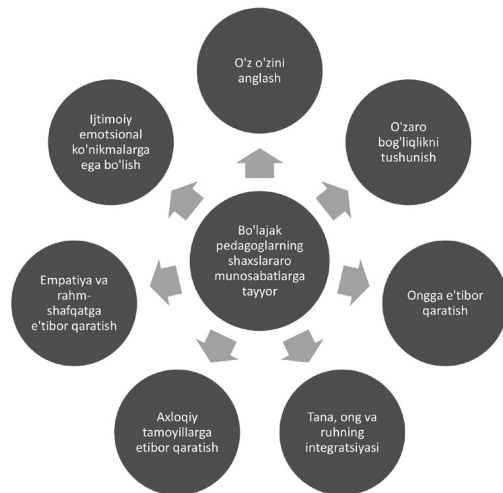 O'z o'zini
anglash
Ijtimoiy
emotsional
ko'nikmalarga
ega bo'lish
O'zaro
bog'liqlikni
tushunish
Bo'lajak
pedagoglarning
shaxslararo
munosabatlarga
tayyor
Empatiya va
rahm-
shafqatga
e'tibor qaratish
Ongga e'tibor
qaratish
Axloqiy
tamoyillarga
etibor qaratish
Tana, ong va
ruhning
integratsiyasi